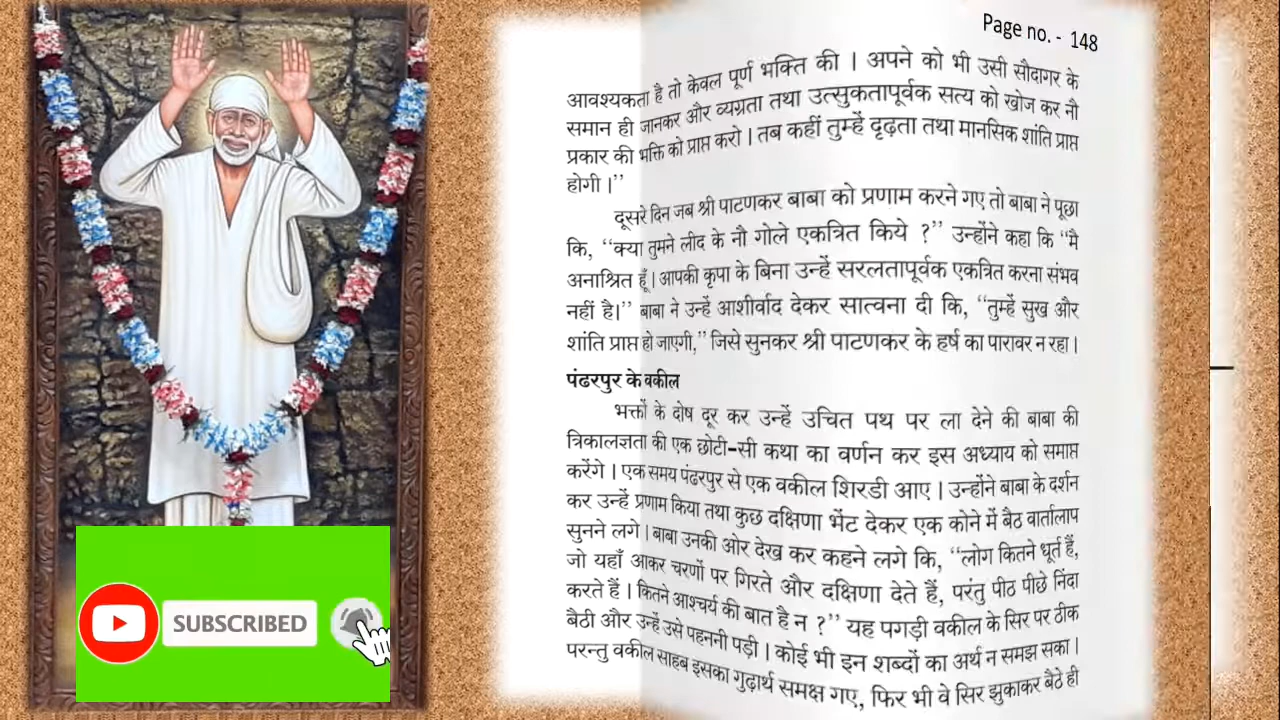 Page no. - 148
आवश्यकता है तो केवल पूर्ण भक्ति की । अपने को भी उसी सौदागर के
समान ही जानकर और व्यग्रता तथा उत्सुकतापूर्वक सत्य को खोज कर नौ
प्रकार की भक्ति को प्राप्त करो । तब कहीं तुम्हें दृढ़ता तथा मानसिक शांति प्राप्त
होगी ।"
दूसरे दिन जब श्री पाटणकर बाबा को प्रणाम करने गए तो बाबा ने पूछा
कि, "क्या तुमने लीद के नौ गोले एकत्रित किये ?" उन्होंने कहा कि "मै
अनाश्रित हूँ । आपकी कृपा के बिना उन्हें सरलतापूर्वक एकत्रित करना संभव
नहीं है।" बाबा ने उन्हें आशीर्वाद देकर सात्वना दी कि, "तुम्हें सुख और
शांति प्राप्त हो जाएगी," जिसे सुनकर श्री पाटणकर के हर्ष का पारावर न रहा ।
पंढरपुर के वकील
भक्तों के दोष दूर कर उन्हें उचित पथ पर ला देने की बाबा की
त्रिकालज्ञता की एक छोटी-सी कथा का वर्णन कर इस अध्याय को समाप्त
करेंगे । एक समय पंढरपुर से एक वकील शिरडी आए । उन्होंने बाबा के दर्शन
कर उन्हें प्रणाम किया तथा कुछ दक्षिणा भेंट देकर एक कोने में बैठ वार्तालाप
सुनने लगे । बाबा उनकी ओर देख कर कहने लगे कि, "लोग कितने धूर्त हैं,
जो यहाँ आकर चरणों पर गिरते और दक्षिणा देते हैं, परंतु पीठ पीछे निंदा
करते हैं । कितने आश्चर्य की बात है न ?" यह पगड़ी वकील के सिर पर ठीक
बैठी और उन्हें उसे पहननी पड़ी । कोई भी इन शब्दों का अर्थ न समझ सका ।
परन्तु वकील साहब इसका गुढ़ार्थ समक्ष गए, फिर भी वे सिर झुकाकर बैठे ही
SUBSCRIBED